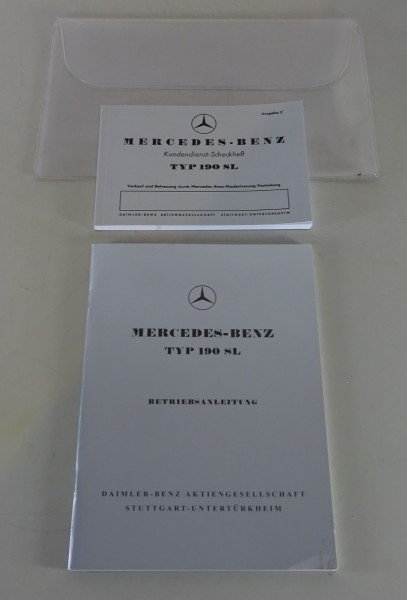 Ausgabe C
MERCEDES-BENZ
Kundendienst-Scheckheft
TYP 190 SL
Verkauf und Betreuung durch Mercedes-Benz-Niederlassung/Vertretung
DAIMLER-BENZ AKTIENGESELLSCHAFT STUTTGART-UNTERTÜRKHEIM
MERCEDES-BENZ
TYP 190 SL
BETRIEBSANLEITUNG
DAIMLER-BENZ AKTIENGESELLSCHAFT
STUTTGART-UNTERTÜRKHEIM